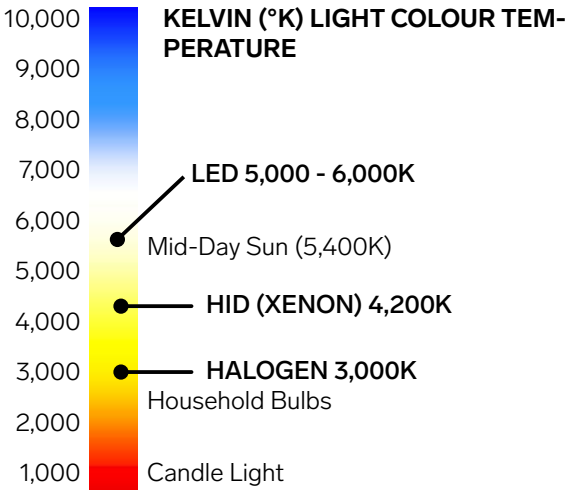 10,000
KELVIN (°K) LIGHT COLOUR TEM-
PERATURE
9,000
8,000
7,000
LED 5,000 - 6,000K
6,000
Mid-Day Sun (5,400K)
5,000
HID (XENON) 4,200K
4,000
3,000
HALOGEN 3,000K
Household Bulbs
2,000
1,000
Candle Light